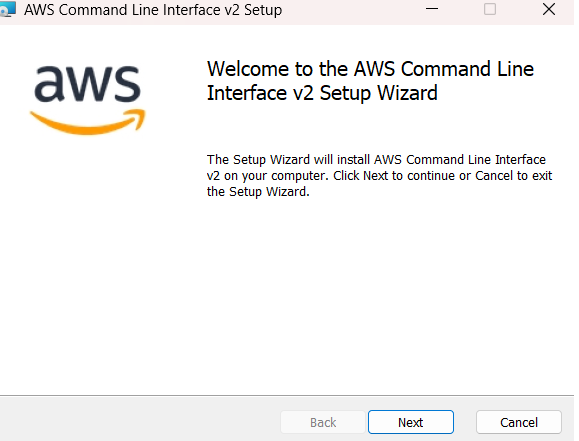 AWS Command Line Interface v2 Setup
aws
Welcome to the AWS Command Line
Interface v2 Setup Wizard
The Setup Wizard will install AWS Command Line Interface
v2 on your computer. Click Next to continue or Cancel to exit
the Setup Wizard.
Back
Next
Cancel